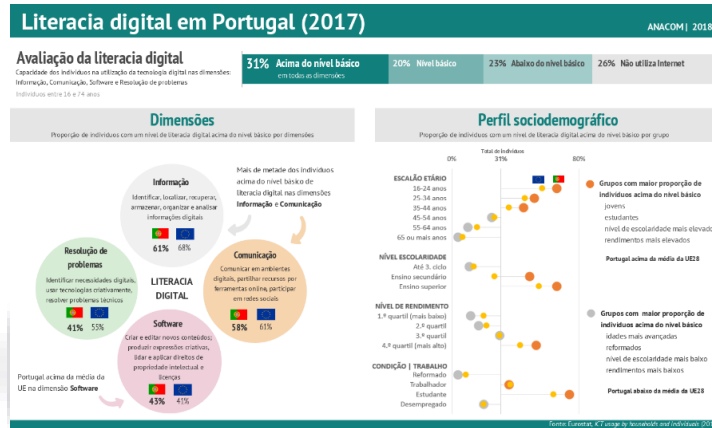 Literacia digital em Portugal (2017)
ANACOM | 2018
Avaliação da literacia digital
Capacidade dos indivíduos na utilização da tecnologia digital nas dimensões:
Informação, Comunicação, Software e Resolução de problemas
Indivíduos entre 16 e 74 anos
31% Acima do nível básico
em todas as dimensões
20% Nível básico
23% Abaixo do nível básico
26% Não utiliza Internet
Dimensões
Proporção de indivíduos com um nível de literacia digital acima do nível básico por dimensões
Informação
Identificar, localizar, recuperar,
armazenar, organizar e analisar
informações digitais
61% 68%
Mais de metade dos indivíduos
acima do nível básico de
literacia digital nas dimensões
Informação e Comunicação
Resolução de
problemas
Identificar necessidades digitais,
usar tecnologias criativamente,
resolver problemas técnicos
41% 55%
LITERACIA
DIGITAL
Comunicação
Comunicar em ambientes
digitais, partilhar recursos por
ferramentas online, participar
em redes sociais
58% 61%
Software
Criar e editar novos conteúdos;
produzir expressões criativas,
lidar e aplicar direitos de
propriedade intelectual e
licenças
43% 41%
Portugal acima da média da
UE na dimensão Software
Perfil sociodemográfico
Proporção de indivíduos com um nível de literacia digital acima do nível básico por grupo
Total de Indivíduos
0% 31% 80%
ESCALÃO ETÁRIO
16-24 anos
25-34 anos
35-44 anos
45-54 anos
55-64 anos
65 ou mais anos
NÍVEL ESCOLARIDADE
Até 3. ciclo
Ensino secundário
Ensino superior
NÍVEL DE RENDIMENTO
1.º quartil (mais baixo)
2.º quartil
3.º quartil
4.º quartil (mais alto)
CONDIÇÃO | TRABALHO
Reformado
Trabalhador
Estudante
Desempregado
Grupos com maior proporção de
indivíduos acima do nível básico
jovens
estudantes
nível de escolaridade mais elevado
rendimentos mais elevados
Portugal acima da média da UE28
Grupos com maior proporção de
indivíduos acima do nível básico
idades mais avançadas
reformados
nível de escolaridade mais baixo
rendimentos mais baixos
Portugal abaixo da média da UE28
Fonte: Eurostat, ICT usage by households and individuals (201